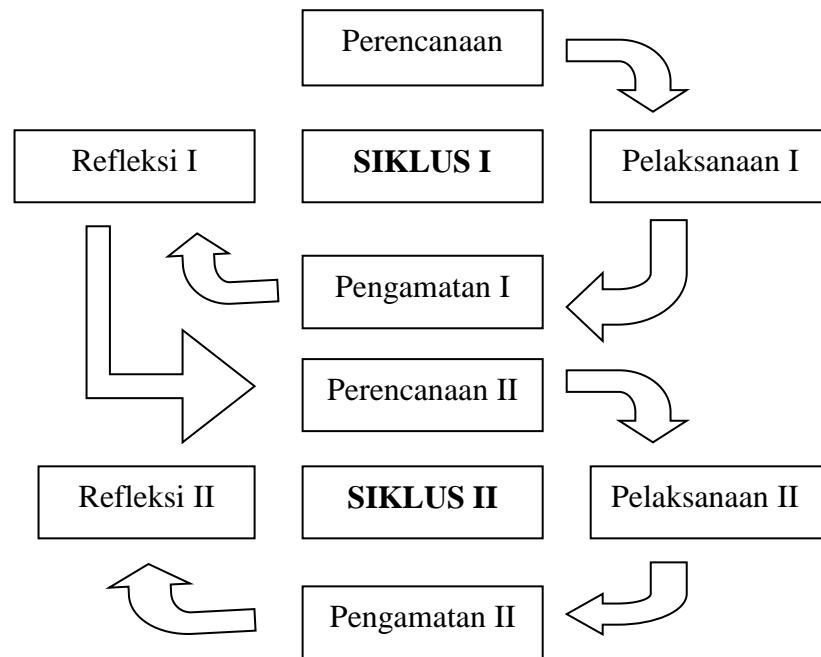 Perencanaan
Refleksi I
SIKLUS I
Pelaksanaan I
Pengamatan I
Perencanaan II
Refleksi II
SIKLUS II
Pelaksanaan II
Pengamatan II